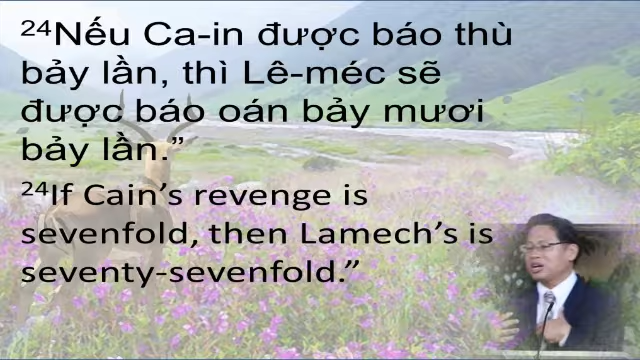 ²⁴Nếu Ca-in được báo thù
bảy lần, thì Lê-méc sẽ
được báo oán bảy mươi
bảy lần.”
²⁴If Cain’s revenge is
sevenfold, then Lamech’s is
seventy-sevenfold.”